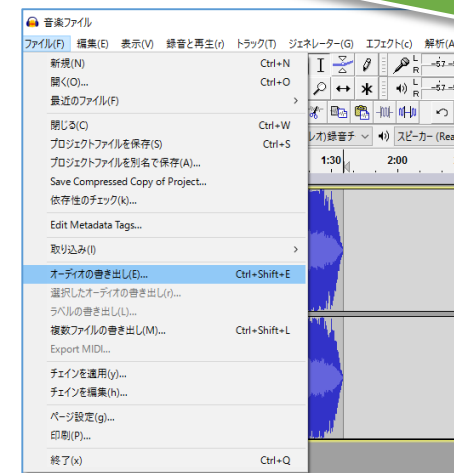 音楽ファイル
ファイル(F) 編集(E) 表示(V) 録音と再生(r) トラック(T) ジェネレーター(G) エフェクト(c) 解析(A
新規(N) Ctrl+N
開く(O)... Ctrl+O
最近のファイル(F) >
閉じる(C) Ctrl+W
プロジェクトファイルを保存(S) Ctrl+S
プロジェクトファイルを別名で保存(A)...
Save Compressed Copy of Project...
依存性のチェック(k)...
Edit Metadata Tags...
取り込み(I) >
オーディオの書き出し(E)... Ctrl+Shift+E
選択したオーディオの書き出し(r)...
ラベルの書き出し(L)...
複数ファイルの書き出し(M)... Ctrl+Shift+L
Export MIDI...
チェインを適用(y)...
チェインを編集(h)...
ページ設定(g)...
印刷(P)...
終了(x) Ctrl+Q
L
R
-57
L
R
-57
レオ)録音チ
スピーカー (Rea
1:30 2:00